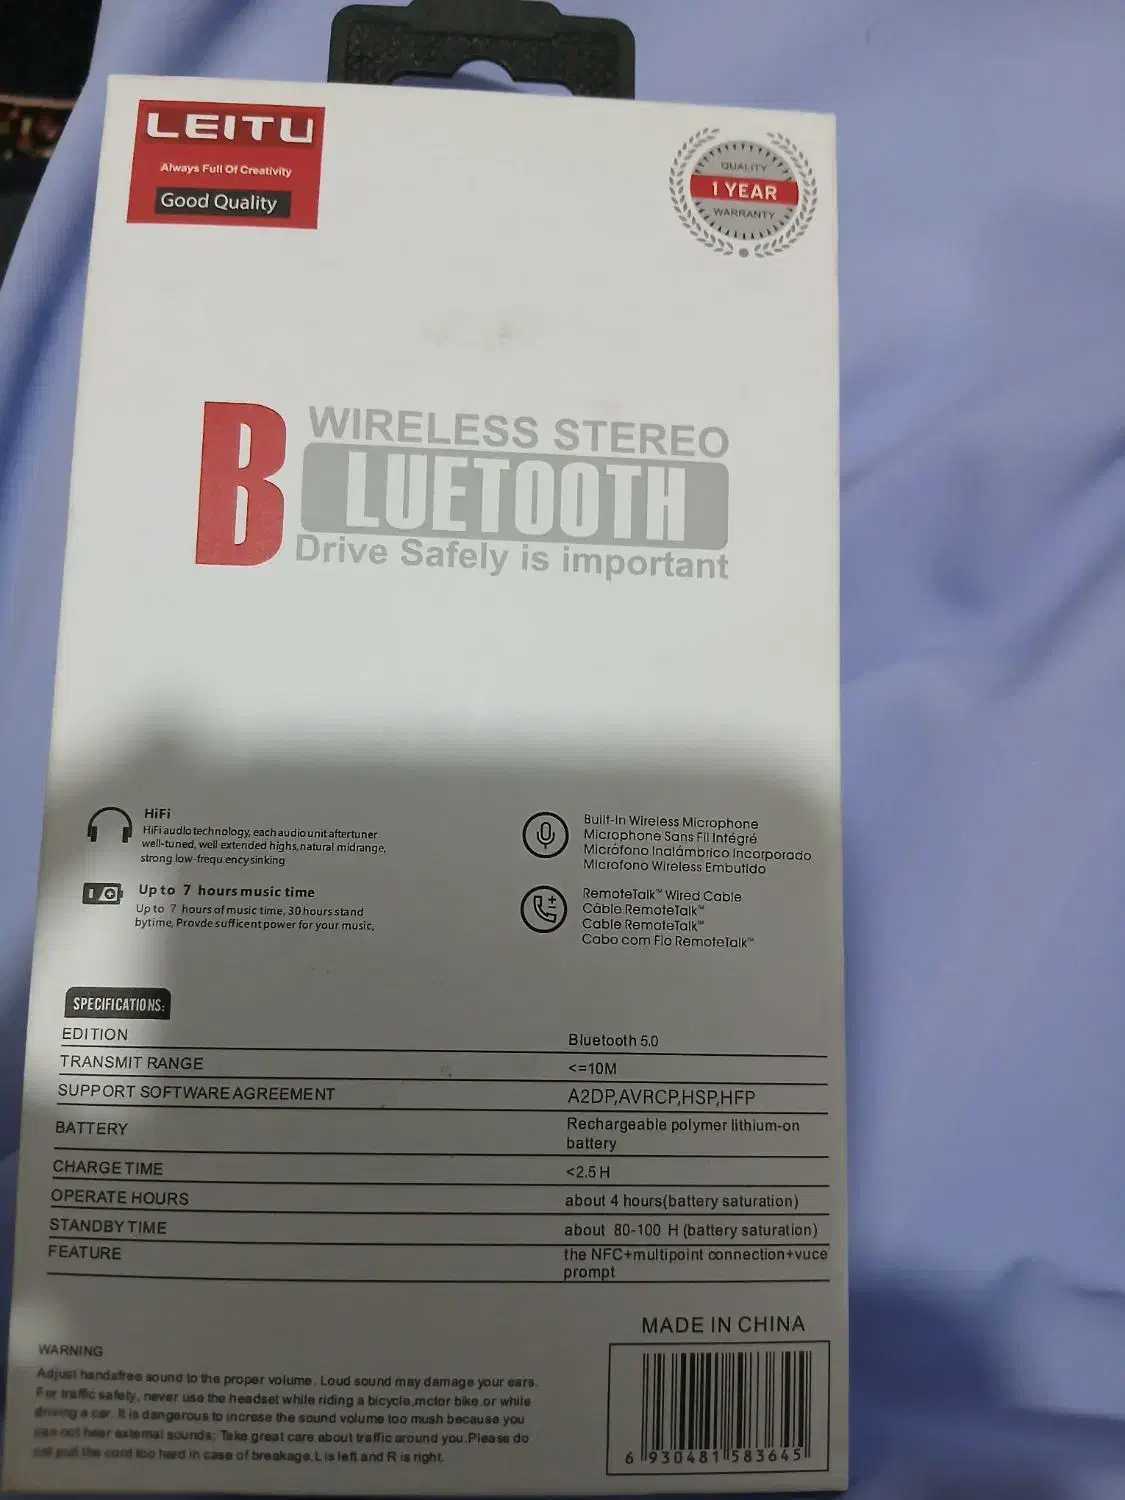 LEITU
Always Full Of Creativity
Good Quality
QUALITY
1 YEAR
WARRANTY
WIRELESS STEREO
BLUETOOTH
Drive Safely is important
HiFi
HiFi audio technology, each audio unit aftertuner
well-tuned, well extended highs, natural midrange,
strong low-frequ encysinking
Up to 7 hours music time
Up to 7 hours of music time, 30 hours stand
bytime, Provde sufficent power for your music,
Built-In Wireless Microphone
Microphone Sans Fil Intégré
Micrófono Inalámbrico Incorporado
Microfono Wireless Embutido
RemoteTalk™ Wired Cable
Câble RemoteTalk™
Cable RemoteTalk™
Cabo com Fio RemoteTalk™
SPECIFICATIONS:
EDITION Bluetooth 5.0
TRANSMIT RANGE <=10M
SUPPORT SOFTWARE AGREEMENT A2DP,AVRCP,HSP,HFP
BATTERY Rechargeable polymer lithium-on
battery
CHARGE TIME <2.5 H
OPERATE HOURS about 4 hours(battery saturation)
STANDBY TIME about 80-100 H (battery saturation)
FEATURE the NFC+multipoint connection+vuce
prompt
MADE IN CHINA
WARNING
Adjust handsfree sound to the proper volume. Loud sound may damage your ears.
For traffic safety, never use the headset while riding a bicycle,motor bike or while
driving a car. It is dangerous to increse the sound volume too mush because you
can not hear external sounds; Take great care about traffic around you.Please do
not pull the cord too hard in case of breakage. L is left and R is right.
6 930481 583645